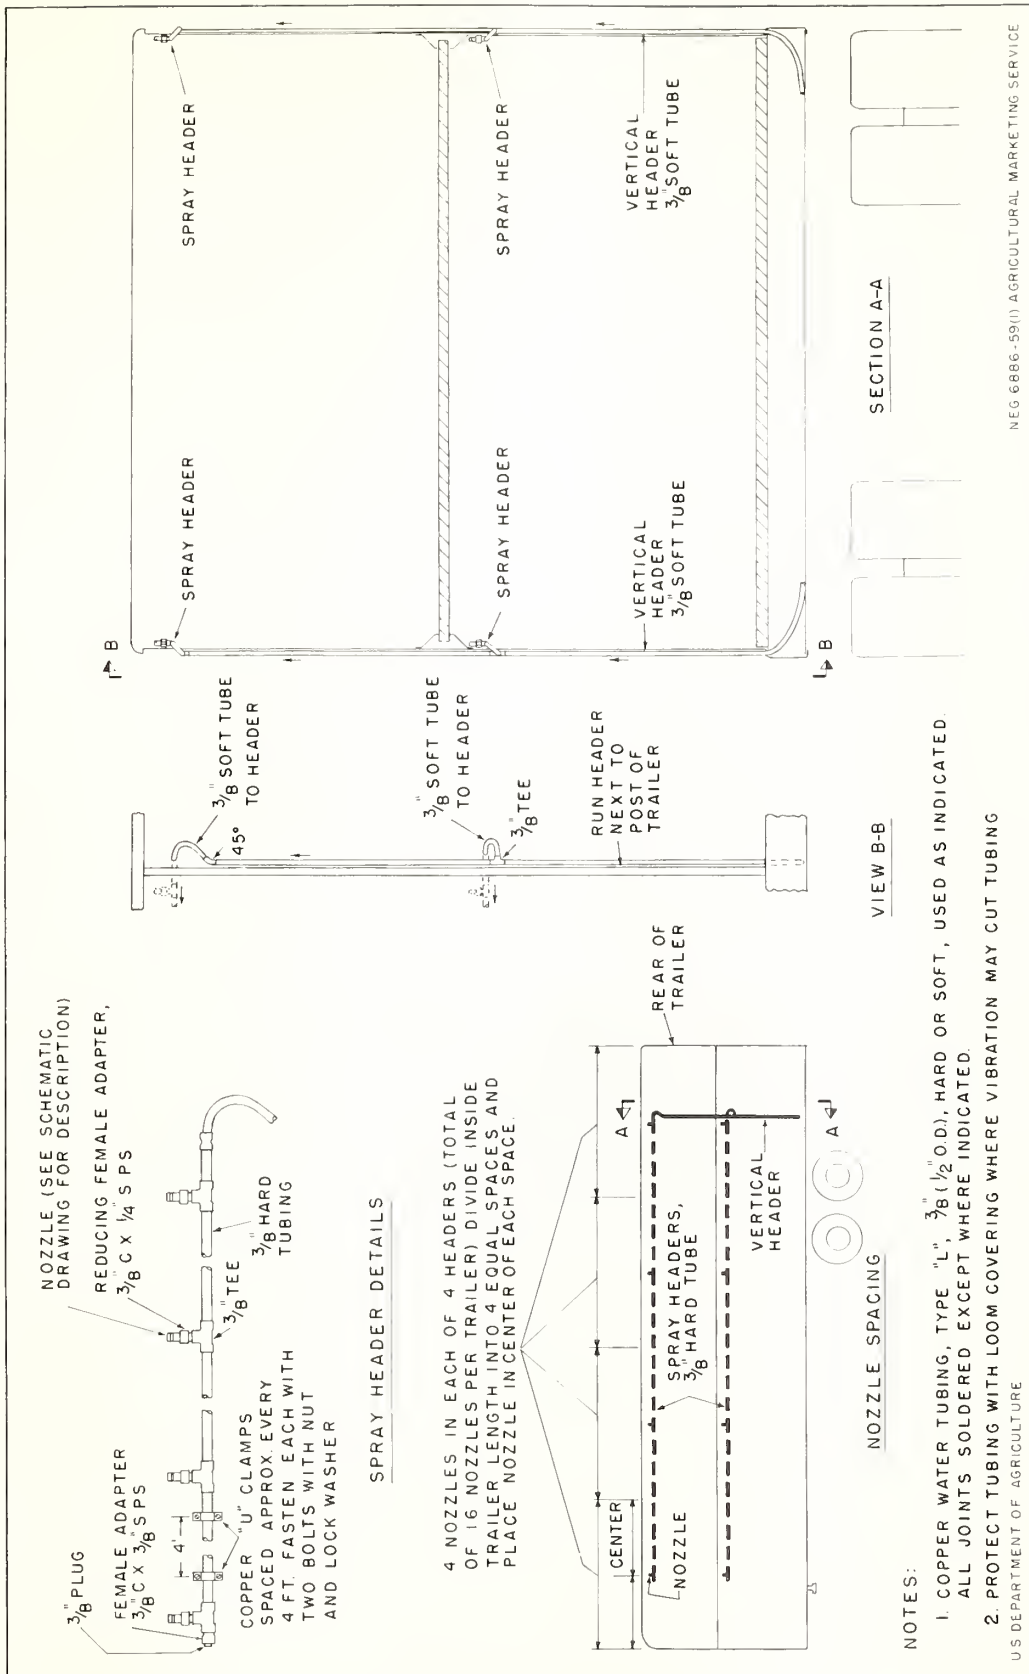 3/8" PLUG
FEMALE ADAPTER
3/8" C X 3/8" S PS
4'
COPPER "U" CLAMPS
SPACED APPROX. EVERY
4 FT. FASTEN EACH WITH
TWO BOLTS WITH NUT
AND LOCK WASHER
NOZZLE (SEE SCHEMATIC
DRAWING FOR DESCRIPTION)
REDUCING FEMALE ADAPTER,
3/8" C X 1/4" S PS
3/8" TEE
3/8" HARD
TUBING
SPRAY HEADER DETAILS
4 NOZZLES IN EACH OF 4 HEADERS (TOTAL
OF 16 NOZZLES PER TRAILER) DIVIDE INSIDE
TRAILER LENGTH INTO 4 EQUAL SPACES AND
PLACE NOZZLE IN CENTER OF EACH SPACE.
CENTER
NOZZLE
SPRAY HEADERS,
3/8" HARD TUBE
VERTICAL
HEADER
A
A
REAR OF
TRAILER
NOZZLE SPACING
3/8" SOFT TUBE
TO HEADER
45°
3/8" SOFT TUBE
TO HEADER
3/8" TEE
RUN HEADER
NEXT TO
POST OF
TRAILER
VIEW B-B
B
B
SPRAY HEADER
SPRAY HEADER
SPRAY HEADER
SPRAY HEADER
VERTICAL
HEADER
3/8" SOFT TUBE
VERTICAL
HEADER
3/8" SOFT TUBE
SECTION A-A
NOTES:
1. COPPER WATER TUBING, TYPE "L", 3/8" (1/2" O.D.), HARD OR SOFT, USED AS INDICATED.
ALL JOINTS SOLDERED EXCEPT WHERE INDICATED.
2. PROTECT TUBING WITH LOOM COVERING WHERE VIBRATION MAY CUT TUBING
US DEPARTMENT OF AGRICULTURE
NEG 6886-59(1) AGRICULTURAL MARKETING SERVICE